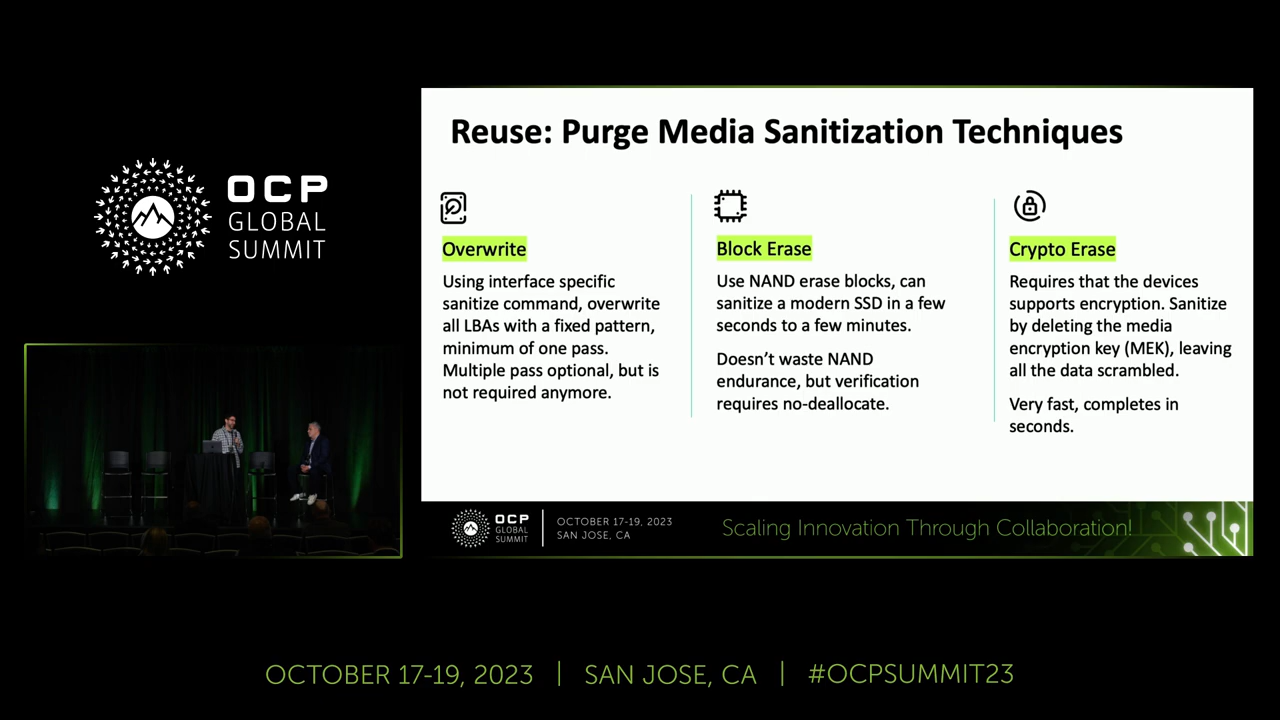 OCP
GLOBAL
SUMMIT
Reuse: Purge Media Sanitization Techniques
Overwrite
Using interface specific
sanitize command, overwrite
all LBAs with a fixed pattern,
minimum of one pass.
Multiple pass optional, but is
not required anymore.
Block Erase
Use NAND erase blocks, can
sanitize a modern SSD in a few
seconds to a few minutes.
Doesn’t waste NAND
endurance, but verification
requires no-deallocate.
Crypto Erase
Requires that the devices
supports encryption. Sanitize
by deleting the media
encryption key (MEK), leaving
all the data scrambled.
Very fast, completes in
seconds.
OCP
GLOBAL
SUMMIT
OCTOBER 17-19, 2023
SAN JOSE, CA
Scaling Innovation Through Collaboration!
OCTOBER 17-19, 2023 | SAN JOSE, CA | #OCPSUMMIT23